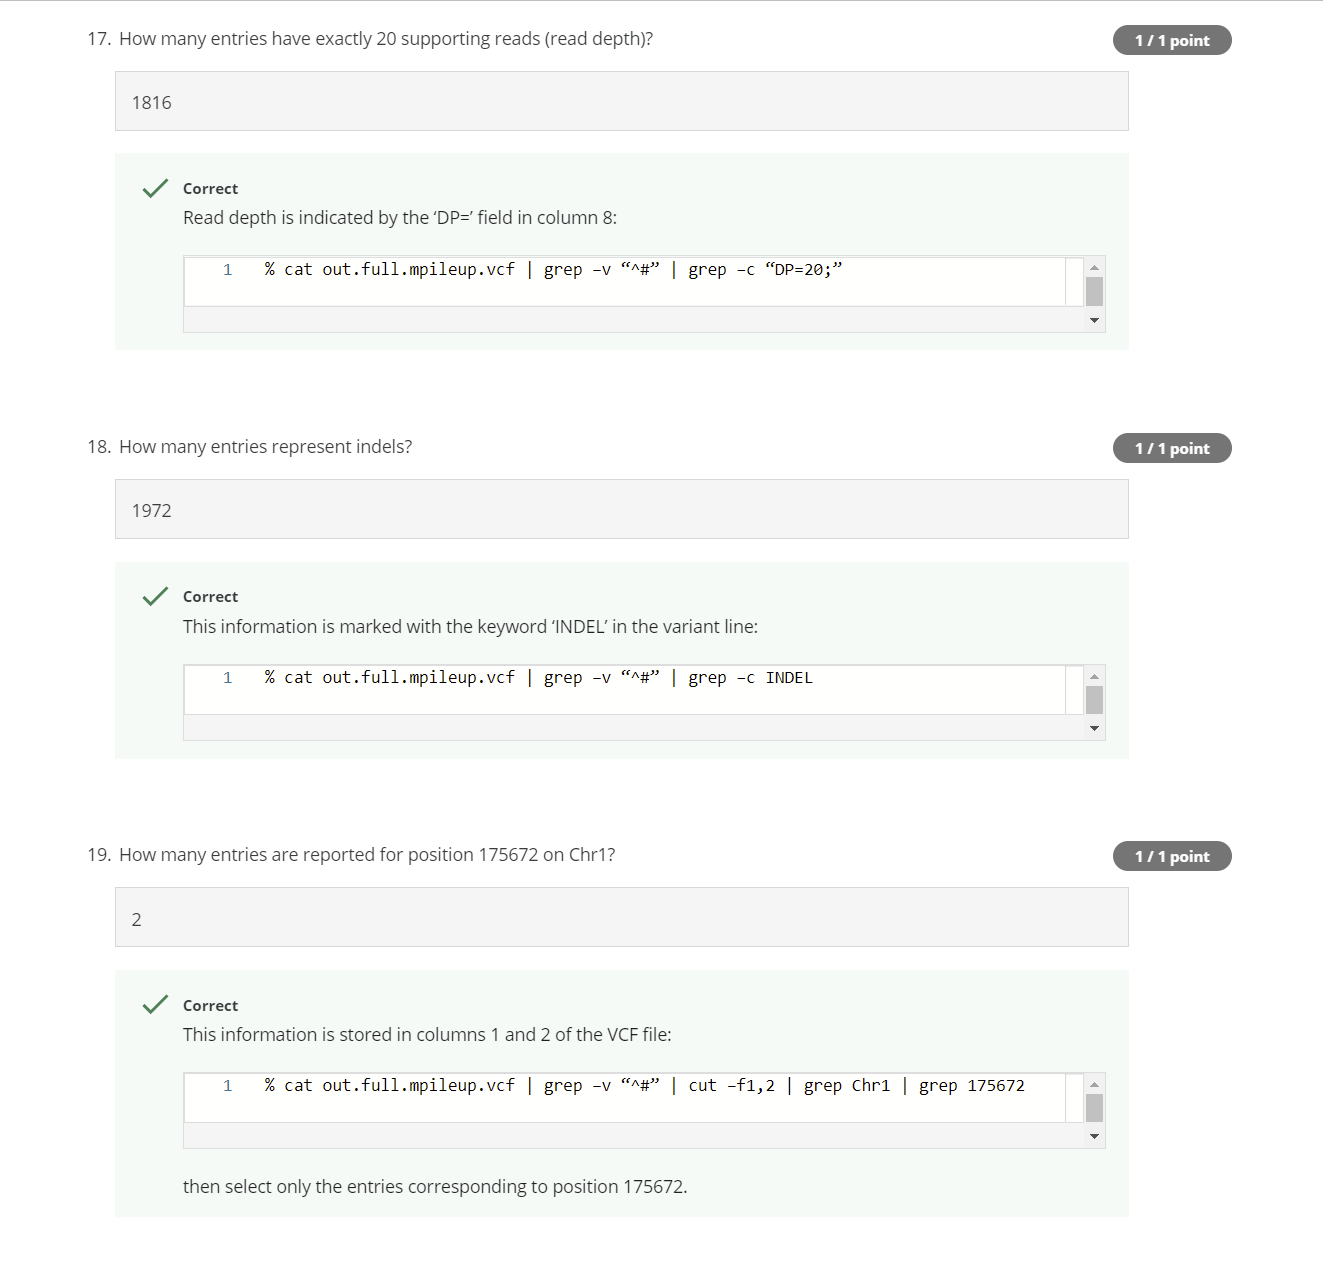 17. How many entries have exactly 20 supporting reads (read depth)?
1 / 1 point
1816
Correct
Read depth is indicated by the ‘DP=’ field in column 8:
1 % cat out.full.mpileup.vcf | grep –v “^#” | grep –c “DP=20;”
18. How many entries represent indels?
1 / 1 point
1972
Correct
This information is marked with the keyword ‘INDEL’ in the variant line:
1 % cat out.full.mpileup.vcf | grep –v “^#” | grep –c INDEL
19. How many entries are reported for position 175672 on Chr1?
1 / 1 point
2
Correct
This information is stored in columns 1 and 2 of the VCF file:
1 % cat out.full.mpileup.vcf | grep –v “^#” | cut –f1,2 | grep Chr1 | grep 175672
then select only the entries corresponding to position 175672.